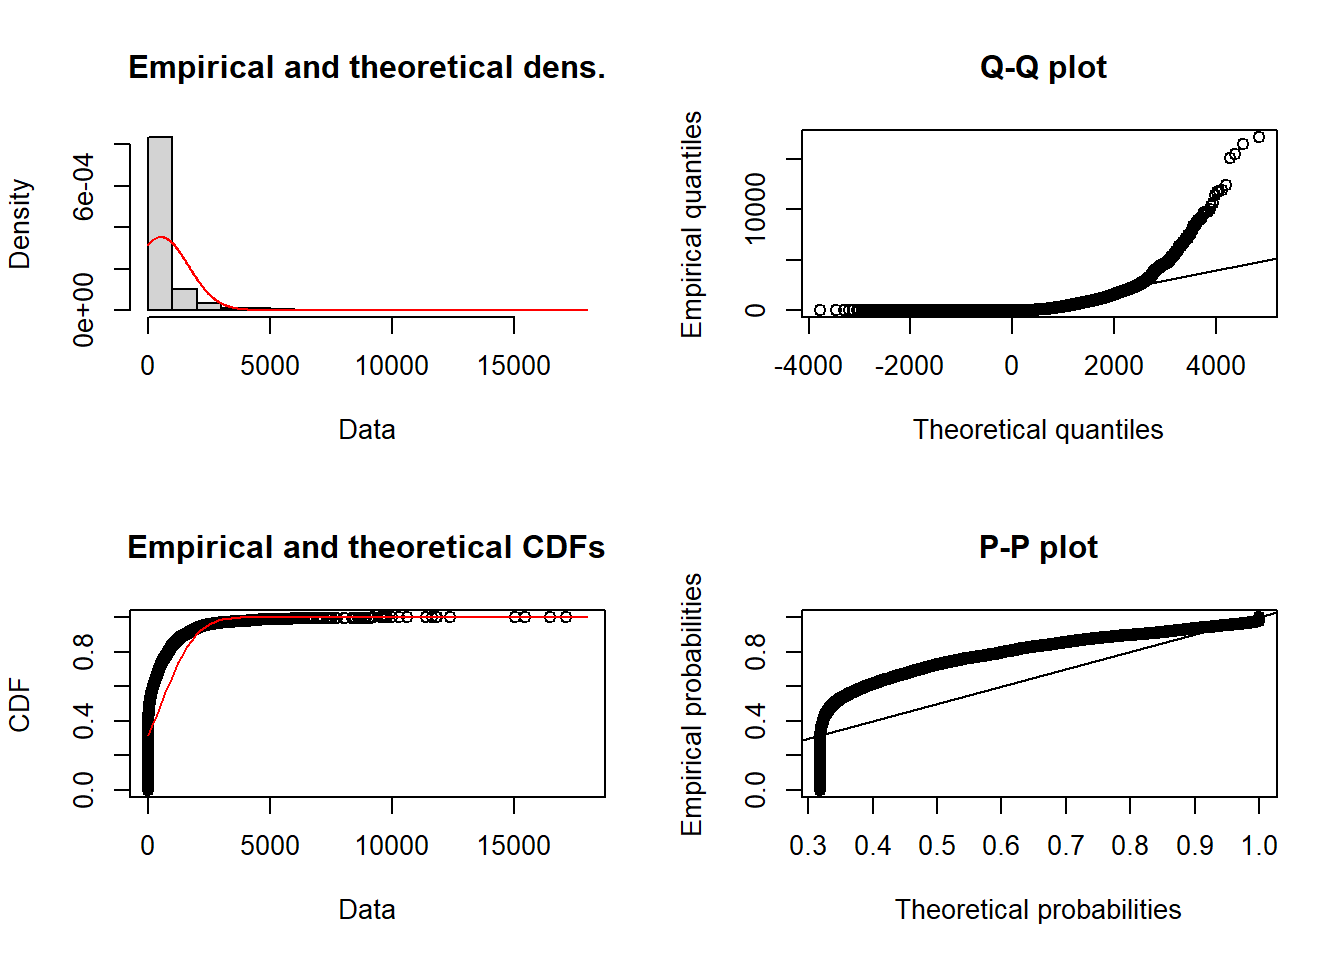 Empirical and theoretical dens.
Density
0e+00 6e-04
0 5000 10000 15000
Data
Q-Q plot
Empirical quantiles
0 10000
-4000 -2000 0 2000 4000
Theoretical quantiles
Empirical and theoretical CDFs
CDF
0.0 0.4 0.8
0 5000 10000 15000
Data
P-P plot
Empirical probabilities
0.0 0.4 0.8
0.3 0.4 0.5 0.6 0.7 0.8 0.9 1.0
Theoretical probabilities